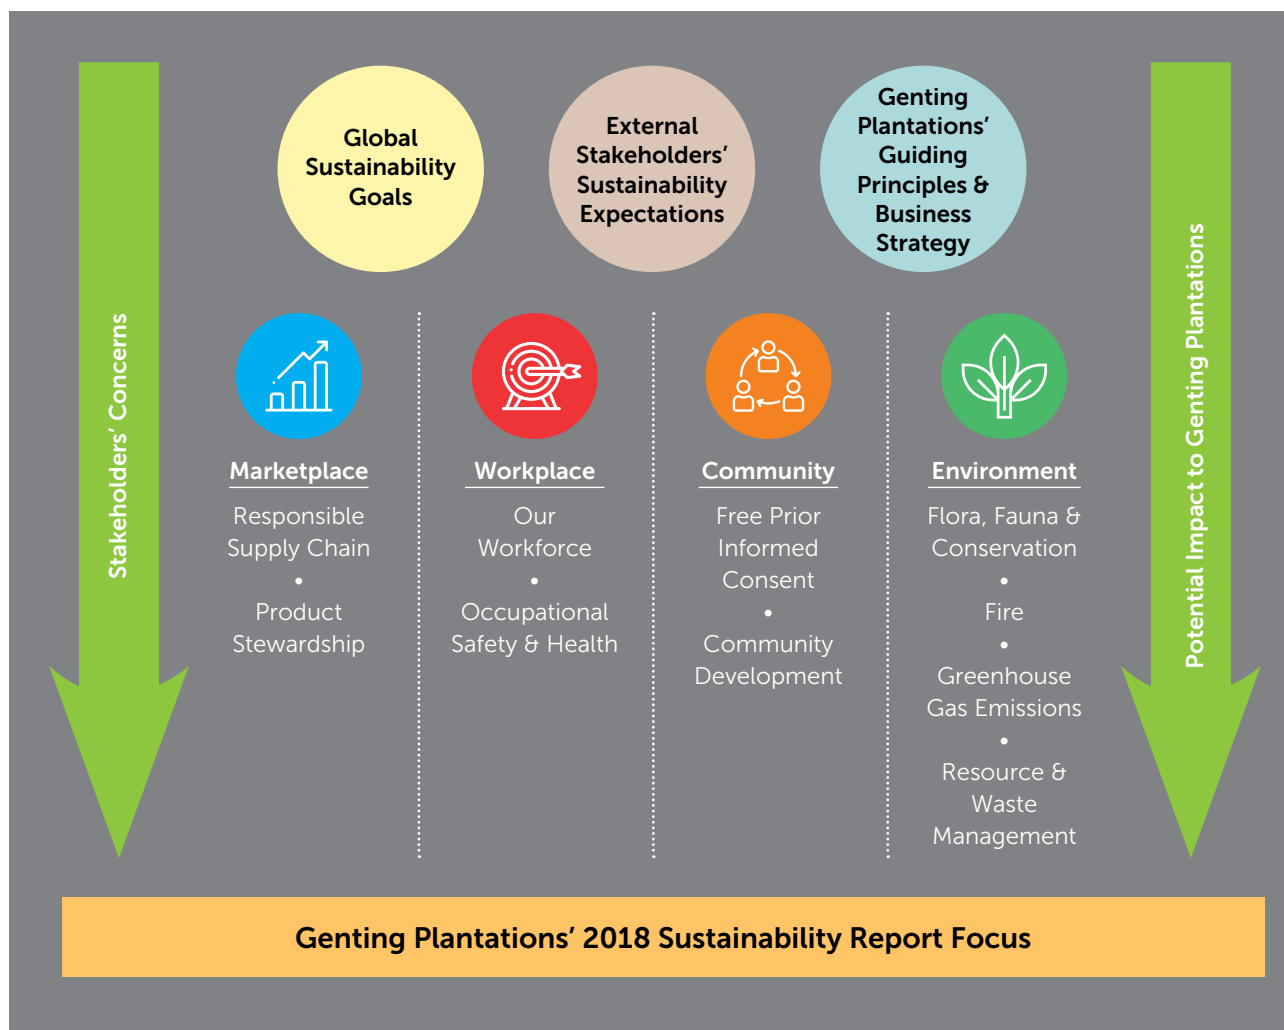 Global
Sustainability
Goals
External
Stakeholders’
Sustainability
Expectations
Genting
Plantations’
Guiding
Principles &
Business
Strategy
Stakeholders’ Concerns
Marketplace
Responsible
Supply Chain
•
Product
Stewardship
Workplace
Our
Workforce
•
Occupational
Safety & Health
Community
Free Prior
Informed
Consent
•
Community
Development
Environment
Flora, Fauna &
Conservation
•
Fire
•
Greenhouse
Gas Emissions
•
Resource &
Waste
Management
Potential Impact to Genting Plantations
Genting Plantations’ 2018 Sustainability Report Focus